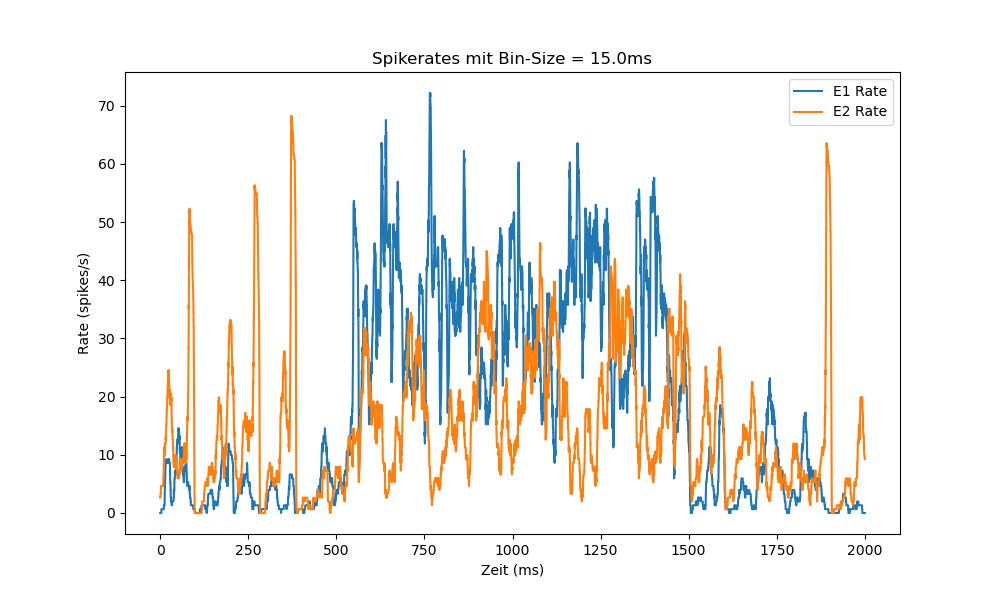 Spikerates mit Bin-Size = 15.0ms
E1 Rate
E2 Rate
Rate (spikes/s)
70
60
50
40
30
20
10
0
0 250 500 750 1000 1250 1500 1750 2000
Zeit (ms)